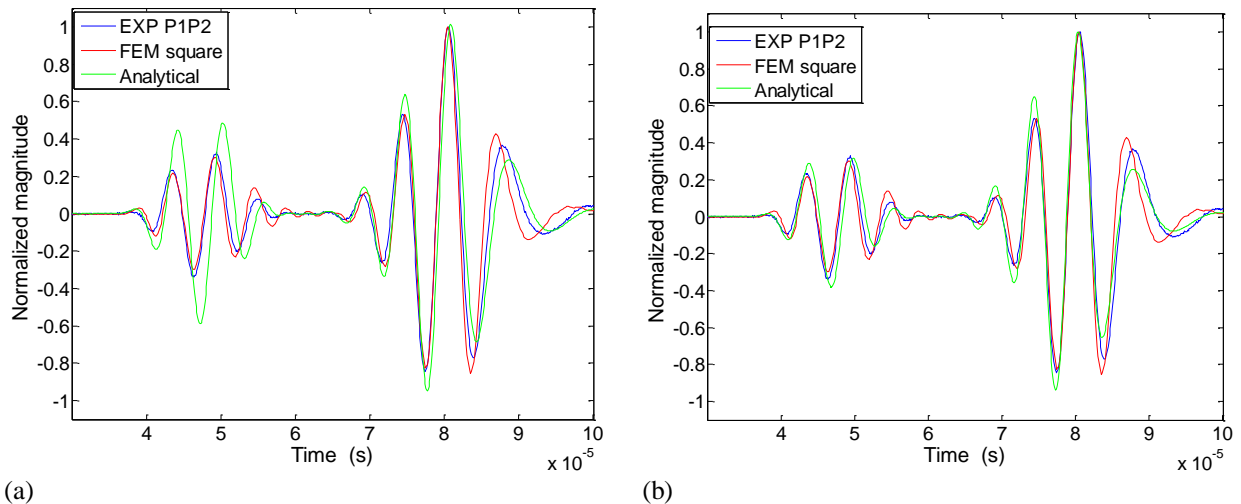 EXP P1P2
FEM square
Analytical
Normalized magnitude
1
0.8
0.6
0.4
0.2
0
-0.2
-0.4
-0.6
-0.8
-1
4
5
6
7
8
9
10
Time (s)
x 10-5
(a)
EXP P1P2
FEM square
Analytical
Normalized magnitude
1
0.8
0.6
0.4
0.2
0
-0.2
-0.4
-0.6
-0.8
-1
4
5
6
7
8
9
10
Time (s)
x 10-5
(b)